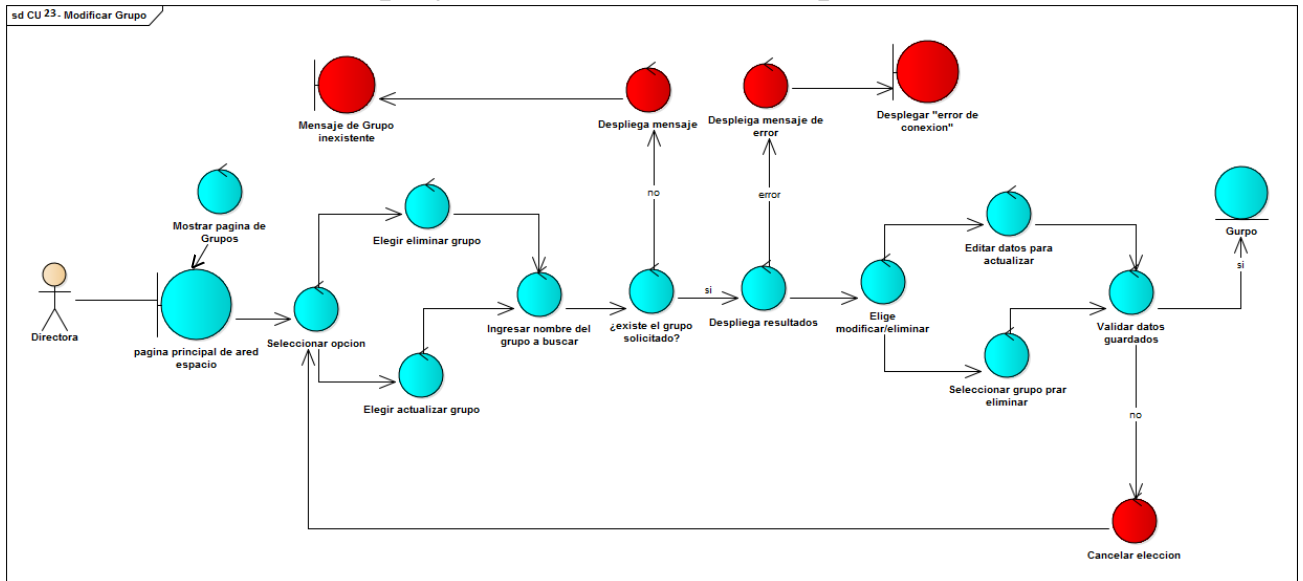 sd CU 23 - Modificar Grupo
Mensaje de Grupo
inexistente
Despliega mensaje
Despleiga mensaje de
error
Desplegar "error de
conexion"
no
error
Mostrar pagina de
Grupos
Elegir eliminar grupo
Editar datos para
actualizar
Gurpo
si
Directora
pagina principal de ared
espacio
Seleccionar opcion
Ingresar nombre del
grupo a buscar
¿existe el grupo
solicitado?
si
Despliega resultados
Elige
modificar/eliminar
Validar datos
guardados
Elegir actualizar grupo
Seleccionar grupo prar
eliminar
no
Cancelar eleccion